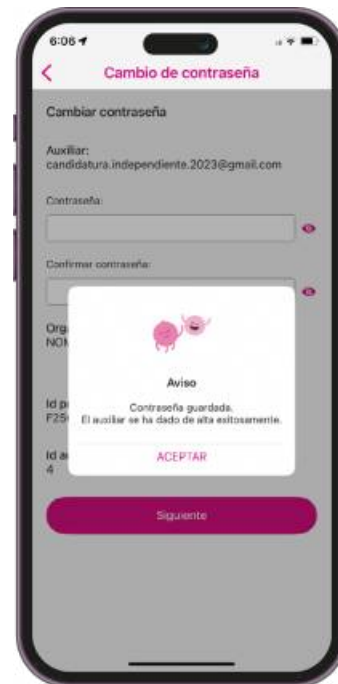 6:06
Cambio de contraseña
Cambiar contraseña
Auxiliar:
candidatura.independiente.2023@gmail.com
Contraseña:
Confirmar contraseña:
Aviso
Contraseña guardada.
El auxiliar se ha dado de alta exitosamente.
ACEPTAR
4
Siguiente